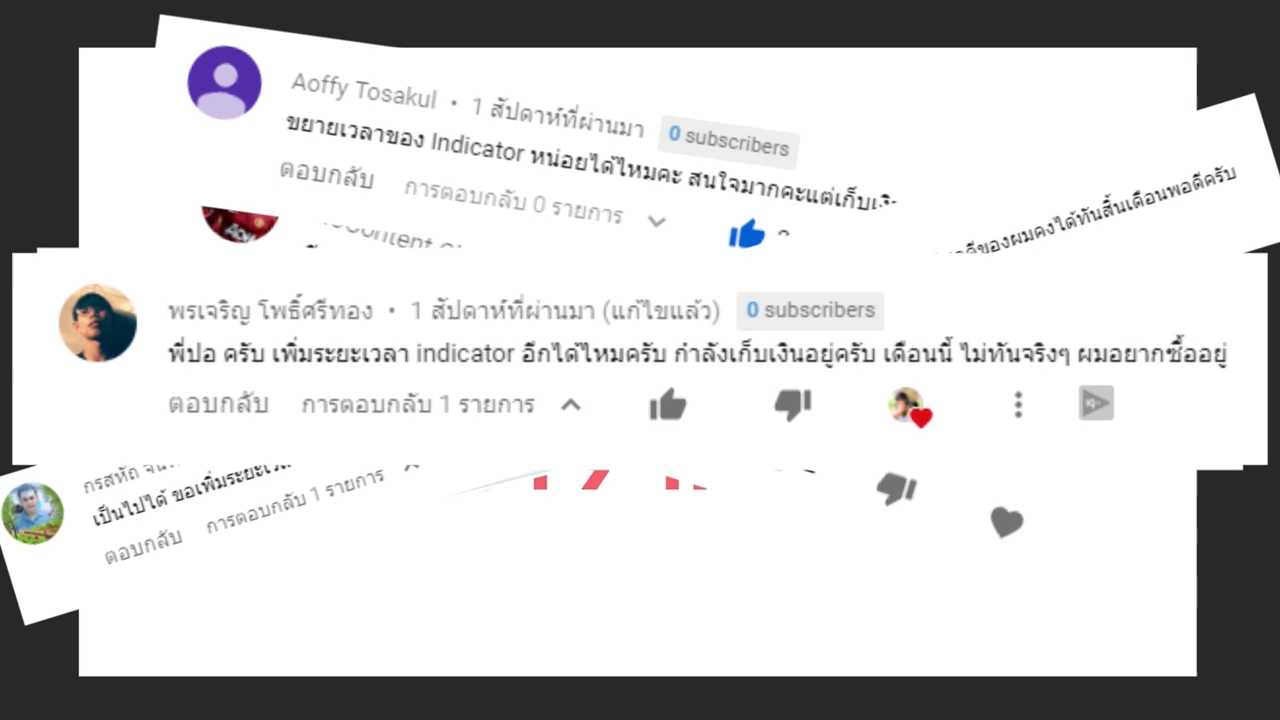 Aoffy Tosakul • 1 สัปดาห์ที่ผ่านมา 0 subscribers
ขยายเวลาของ Indicator หน่อยได้ไหมคะ สนใจมากคะแต่เก็บเงิ
ตอบกลับ การตอบกลับ 0 รายการ
ของผมคงได้ทันสิ้นเดือนพอดีครับ
พรเจริญ โพธิ์ศรีทอง • 1 สัปดาห์ที่ผ่านมา (แก้ไขแล้ว) 0 subscribers
พี่ปอ ครับ เพิ่มระยะเวลา indicator อีกได้ไหมครับ กำลังเก็บเงินอยู่ครับ เดือนนี้ ไม่ทันจริงๆ ผมอยากซื้ออยู่
ตอบกลับ การตอบกลับ 1 รายการ
กรสหัถ
เป็นไปได้ ขอเพิ่มระยะเวลา
ตอบกลับ การตอบกลับ 1 รายการ